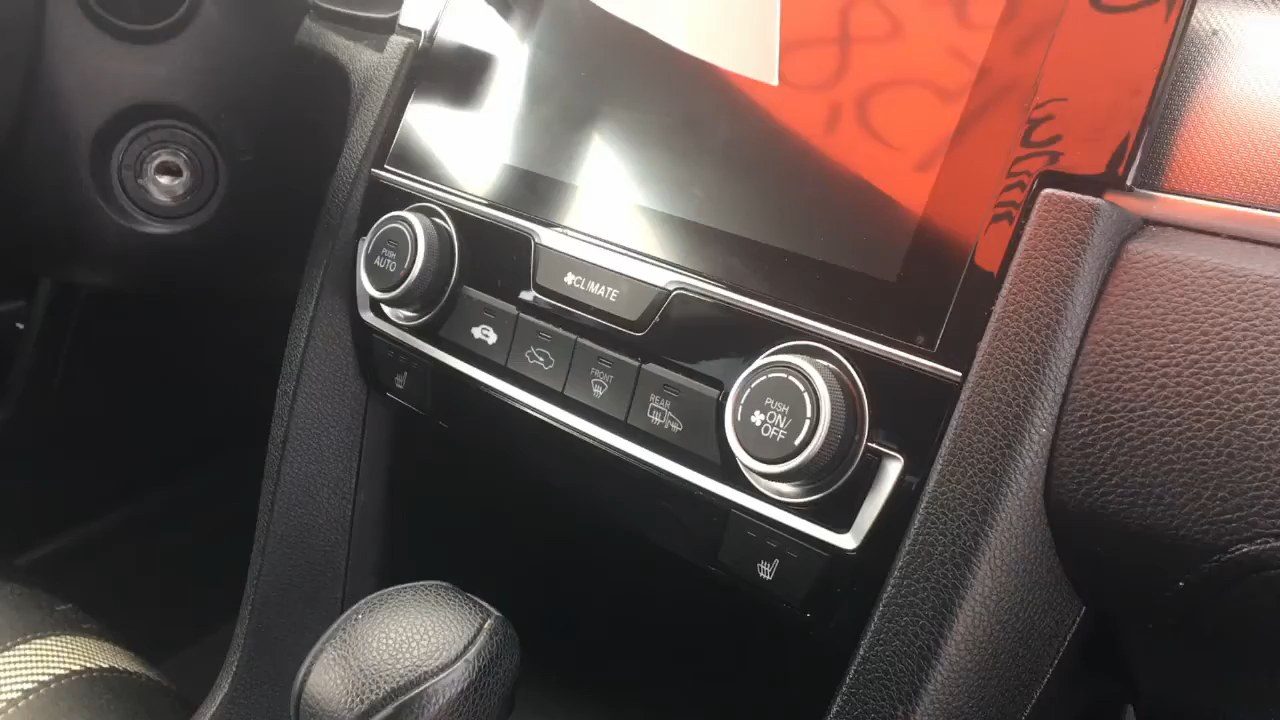 PUSH
AUTO
CLIMATE
FRONT
REAR
PUSH
ON/
OFF